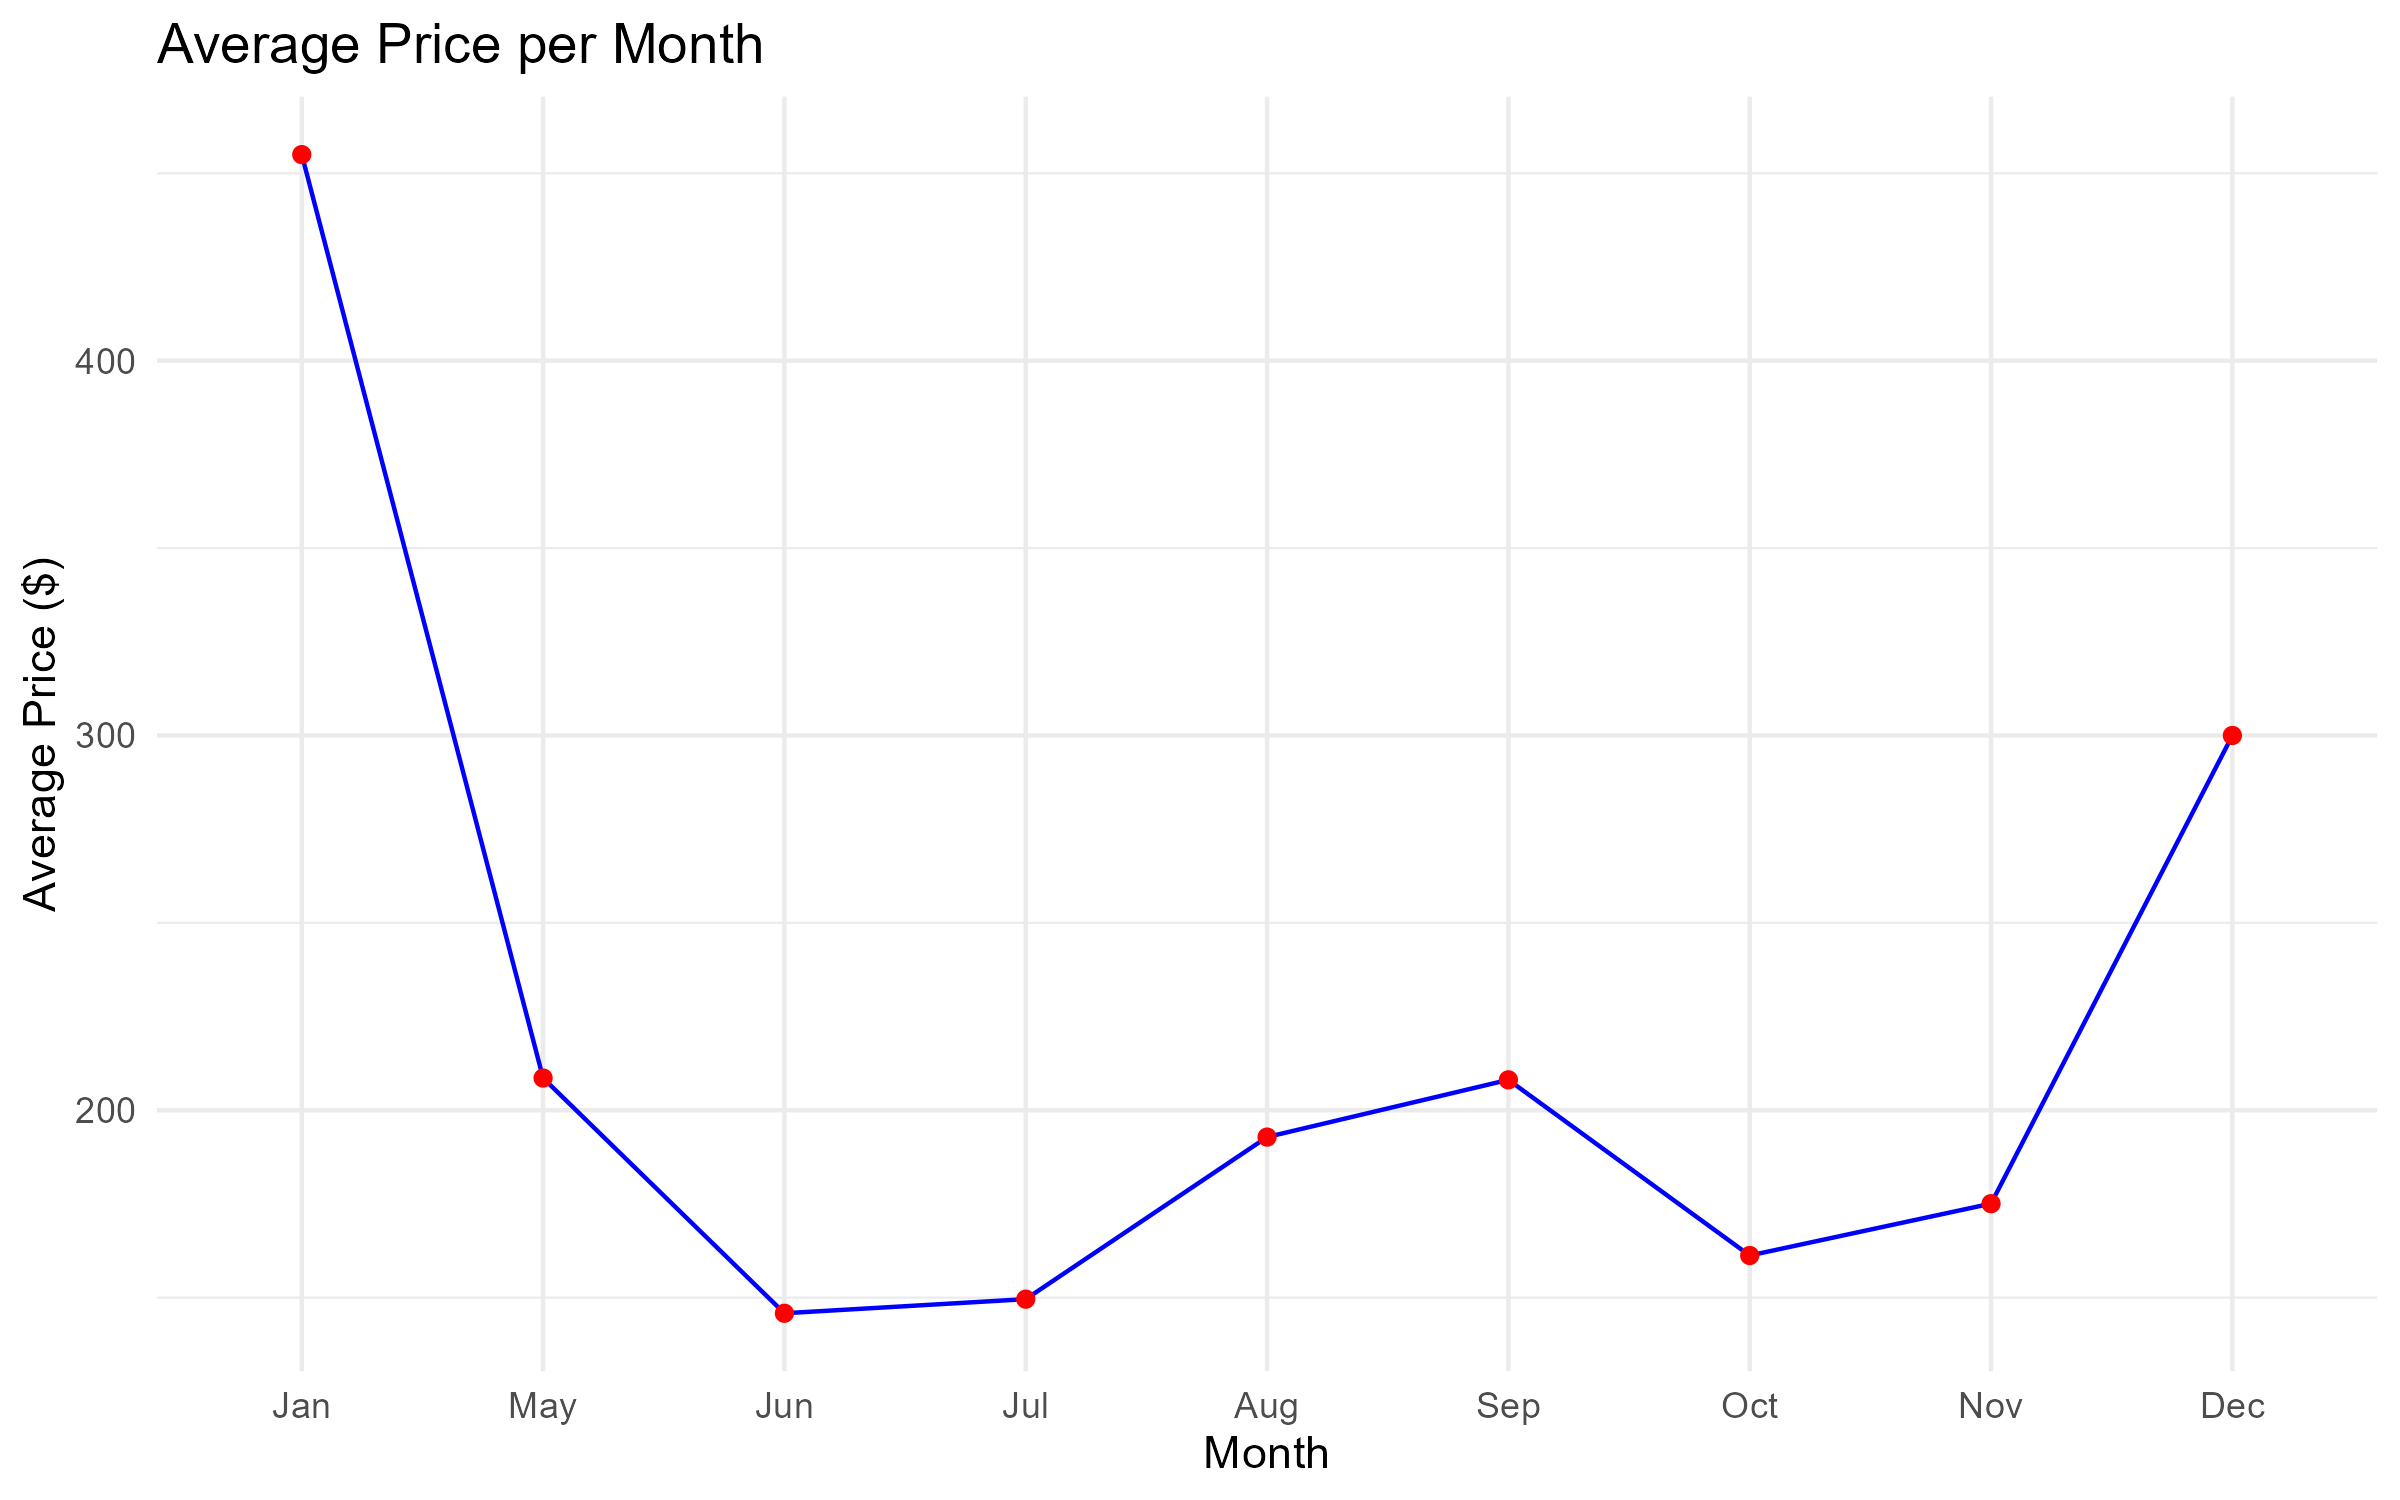 Average Price per Month
Average Price ($)
400
300
200
Jan May Jun Jul Aug Sep Oct Nov Dec
Month